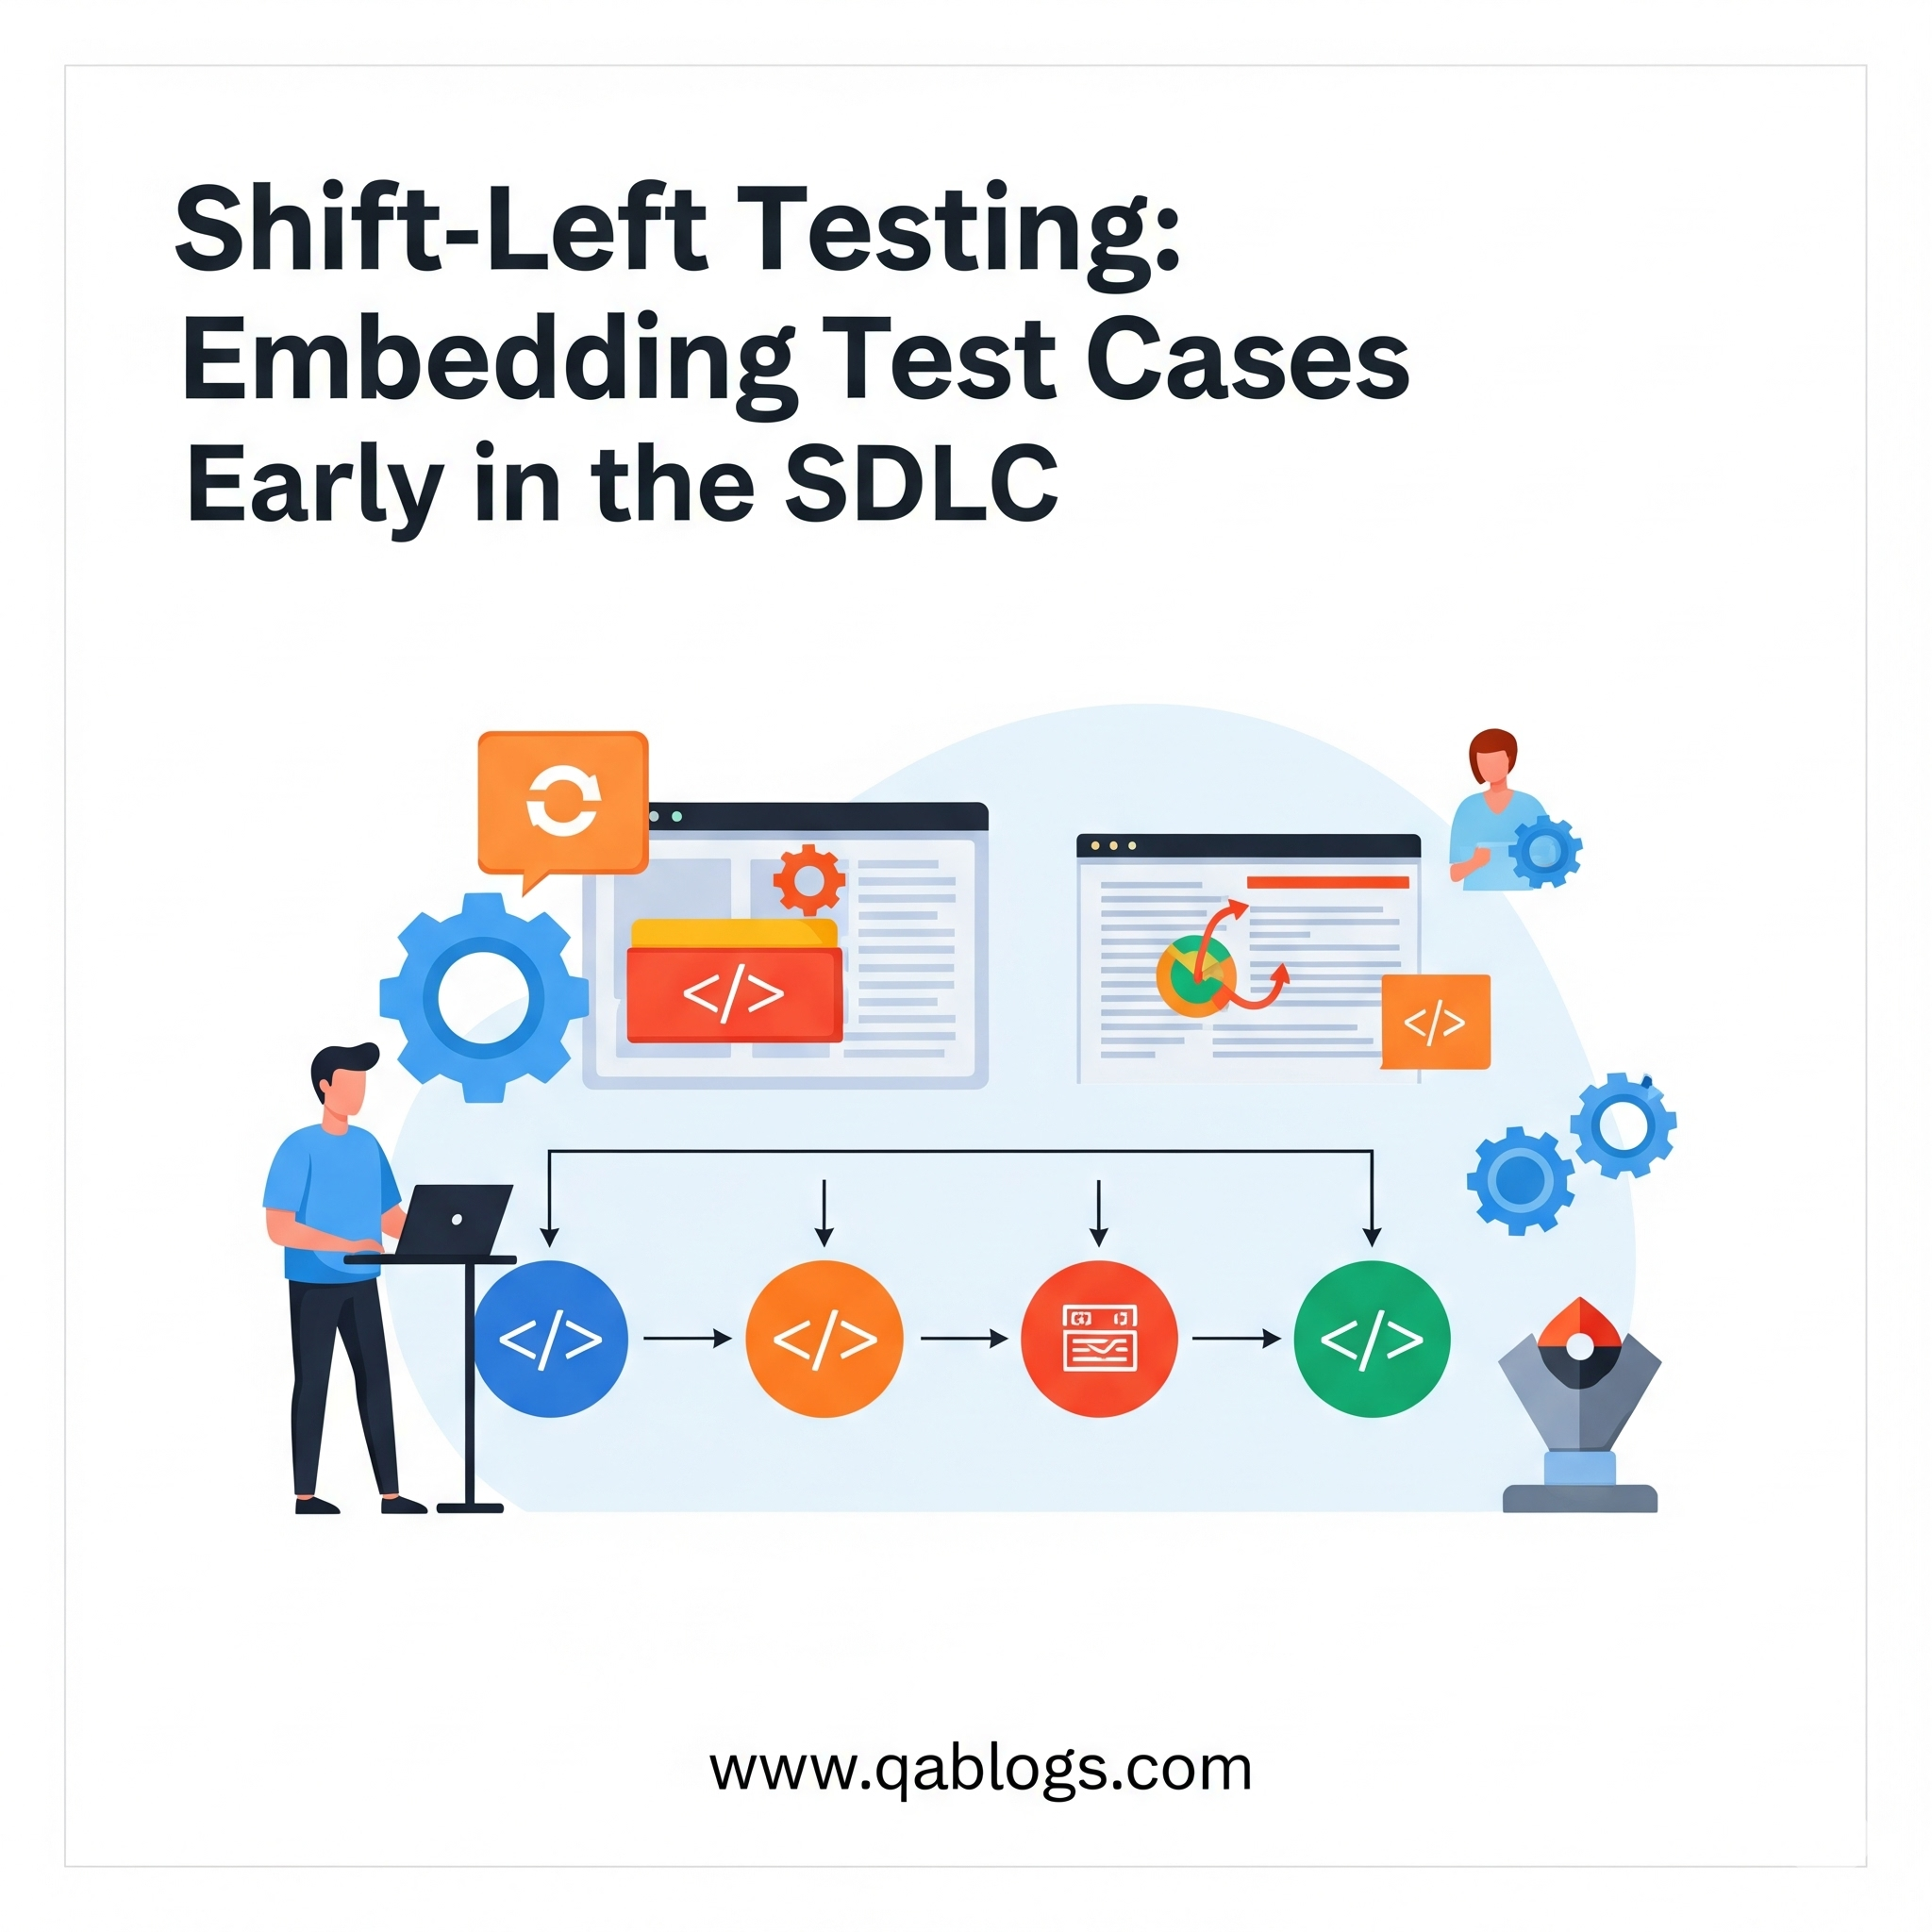 Shift-Left Testing:
Embedding Test Cases
Early in the SDLC
</>
</>
</>
</>
</>
www.qablogs.com